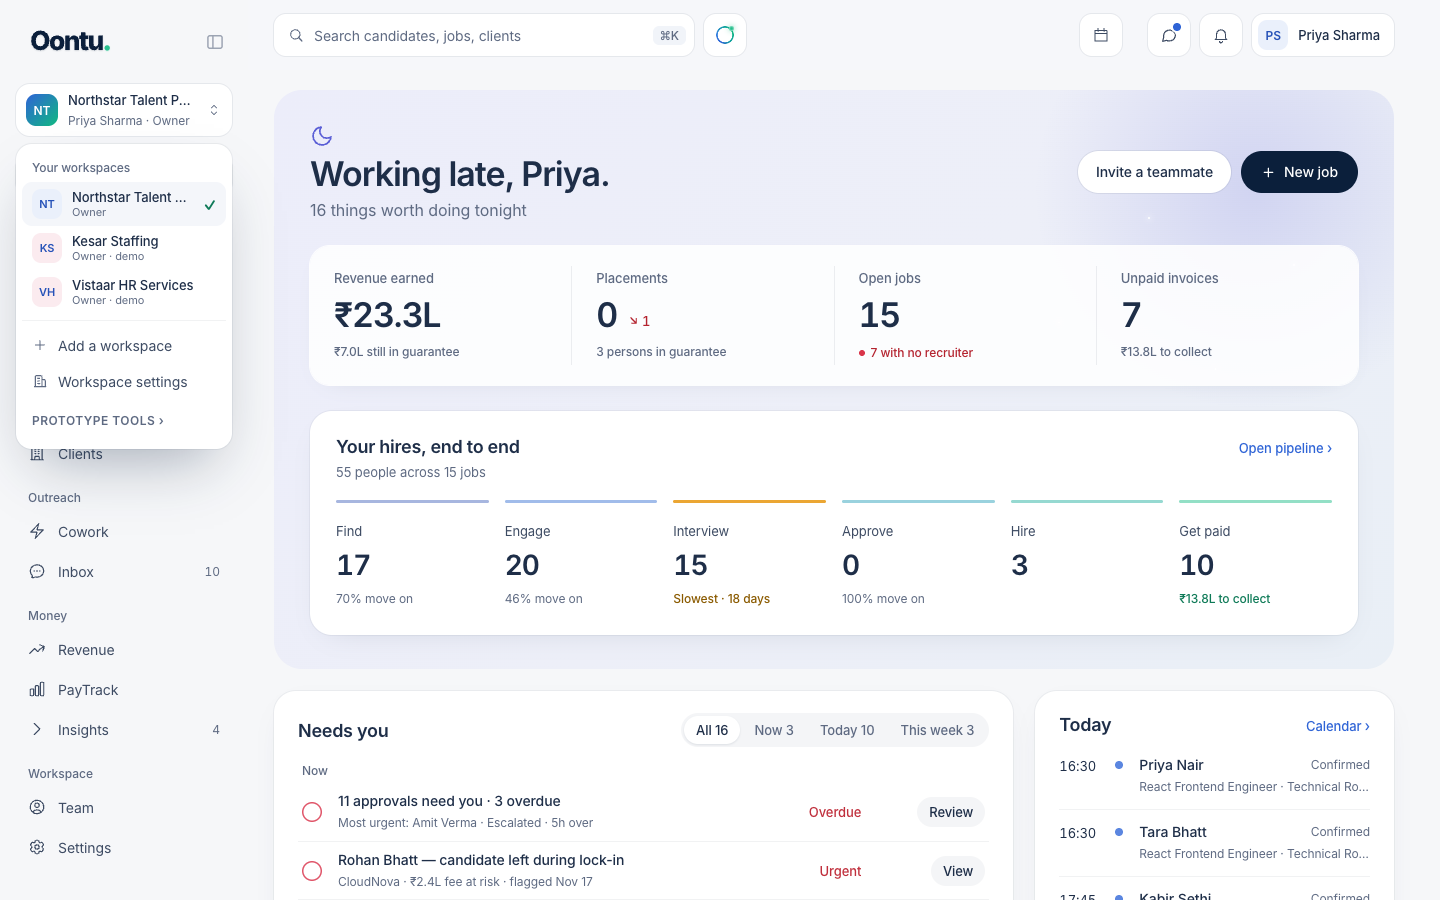 Oontu.
Search candidates, jobs, clients
⌘K
PS
Priya Sharma
NT
Northstar Talent P...
Priya Sharma · Owner
Your workspaces
NT
Northstar Talent ...
Owner
KS
Kesar Staffing
Owner · demo
VH
Vistaar HR Services
Owner · demo
Add a workspace
Workspace settings
PROTOTYPE TOOLS ›
Clients
Outreach
Cowork
Inbox
10
Money
Revenue
PayTrack
Insights
4
Workspace
Team
Settings
Working late, Priya.
16 things worth doing tonight
Invite a teammate
New job
Revenue earned
₹23.3L
₹7.0L still in guarantee
Placements
0
1
3 persons in guarantee
Open jobs
15
7 with no recruiter
Unpaid invoices
7
₹13.8L to collect
Your hires, end to end
55 people across 15 jobs
Open pipeline ›
Find
17
70% move on
Engage
20
46% move on
Interview
15
Slowest · 18 days
Approve
0
100% move on
Hire
3
Get paid
10
₹13.8L to collect
Needs you
All 16
Now 3
Today 10
This week 3
Now
11 approvals need you · 3 overdue
Most urgent: Amit Verma · Escalated · 5h over
Overdue
Review
Rohan Bhatt — candidate left during lock-in
CloudNova · ₹2.4L fee at risk · flagged Nov 17
Urgent
View
Today
Calendar ›
16:30
Priya Nair
Confirmed
React Frontend Engineer · Technical Ro...
16:30
Tara Bhatt
Confirmed
React Frontend Engineer · Technical Ro...
17:45
Kabir Sethi
Confirmed